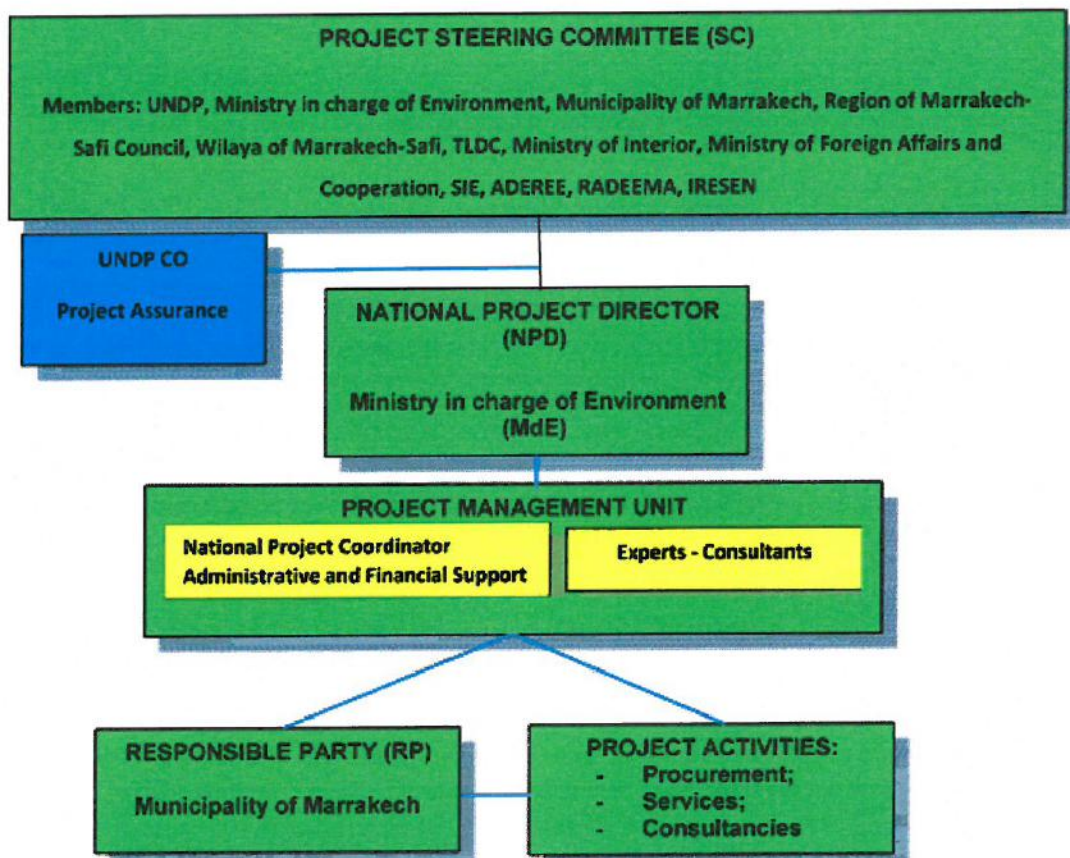 PROJECT STEERING COMMITTEE (SC)
Members: UNDP, Ministry in charge of Environment, Municipality of Marrakech, Region of Marrakech-
Safi Council, Wilaya of Marrakech-Safi, TLDC, Ministry of Interior, Ministry of Foreign Affairs and
Cooperation, SIE, ADEREE, RADEEMA, IRESEN
UNDP CO
Project Assurance
NATIONAL PROJECT DIRECTOR
(NPD)
Ministry in charge of Environment
(MdE)
PROJECT MANAGEMENT UNIT
National Project Coordinator
Administrative and Financial Support
Experts - Consultants
RESPONSIBLE PARTY (RP)
Municipality of Marrakech
PROJECT ACTIVITIES:
- Procurement;
- Services;
- Consultancies